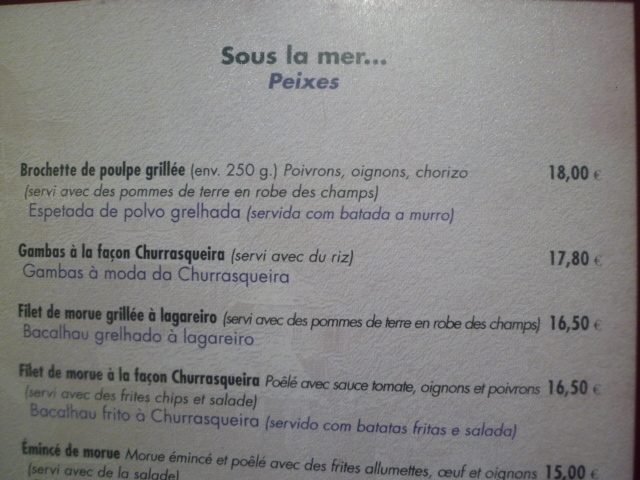 Sous la mer...
Peixes
Brochette de poulpe grillée (env. 250 g.) Poivrons, oignons, chorizo 18,00 €
(servi avec des pommes de terre en robe des champs)
Espetada de polvo grelhada (servida com batada a murro)
Gambas à la façon Churrasqueira (servi avec du riz) 17,80 €
Gambas à moda da Churrasqueira
Filet de morue grillée à lagareiro (servi avec des pommes de terre en robe des champs) 16,50 €
Bacalhau grelhado à lagareiro
Filet de morue à la façon Churrasqueira Poêlé avec sauce tomate, oignons et poivrons 16,50 €
(servi avec des frites chips et salade)
Bacalhau frito à Churrasqueira (servido com batatas fritas e salada)
Émincé de morue Morue émincé et poêlé avec des frites allumettes, œuf et oignons 15,00 €
(servi avec de la salade)